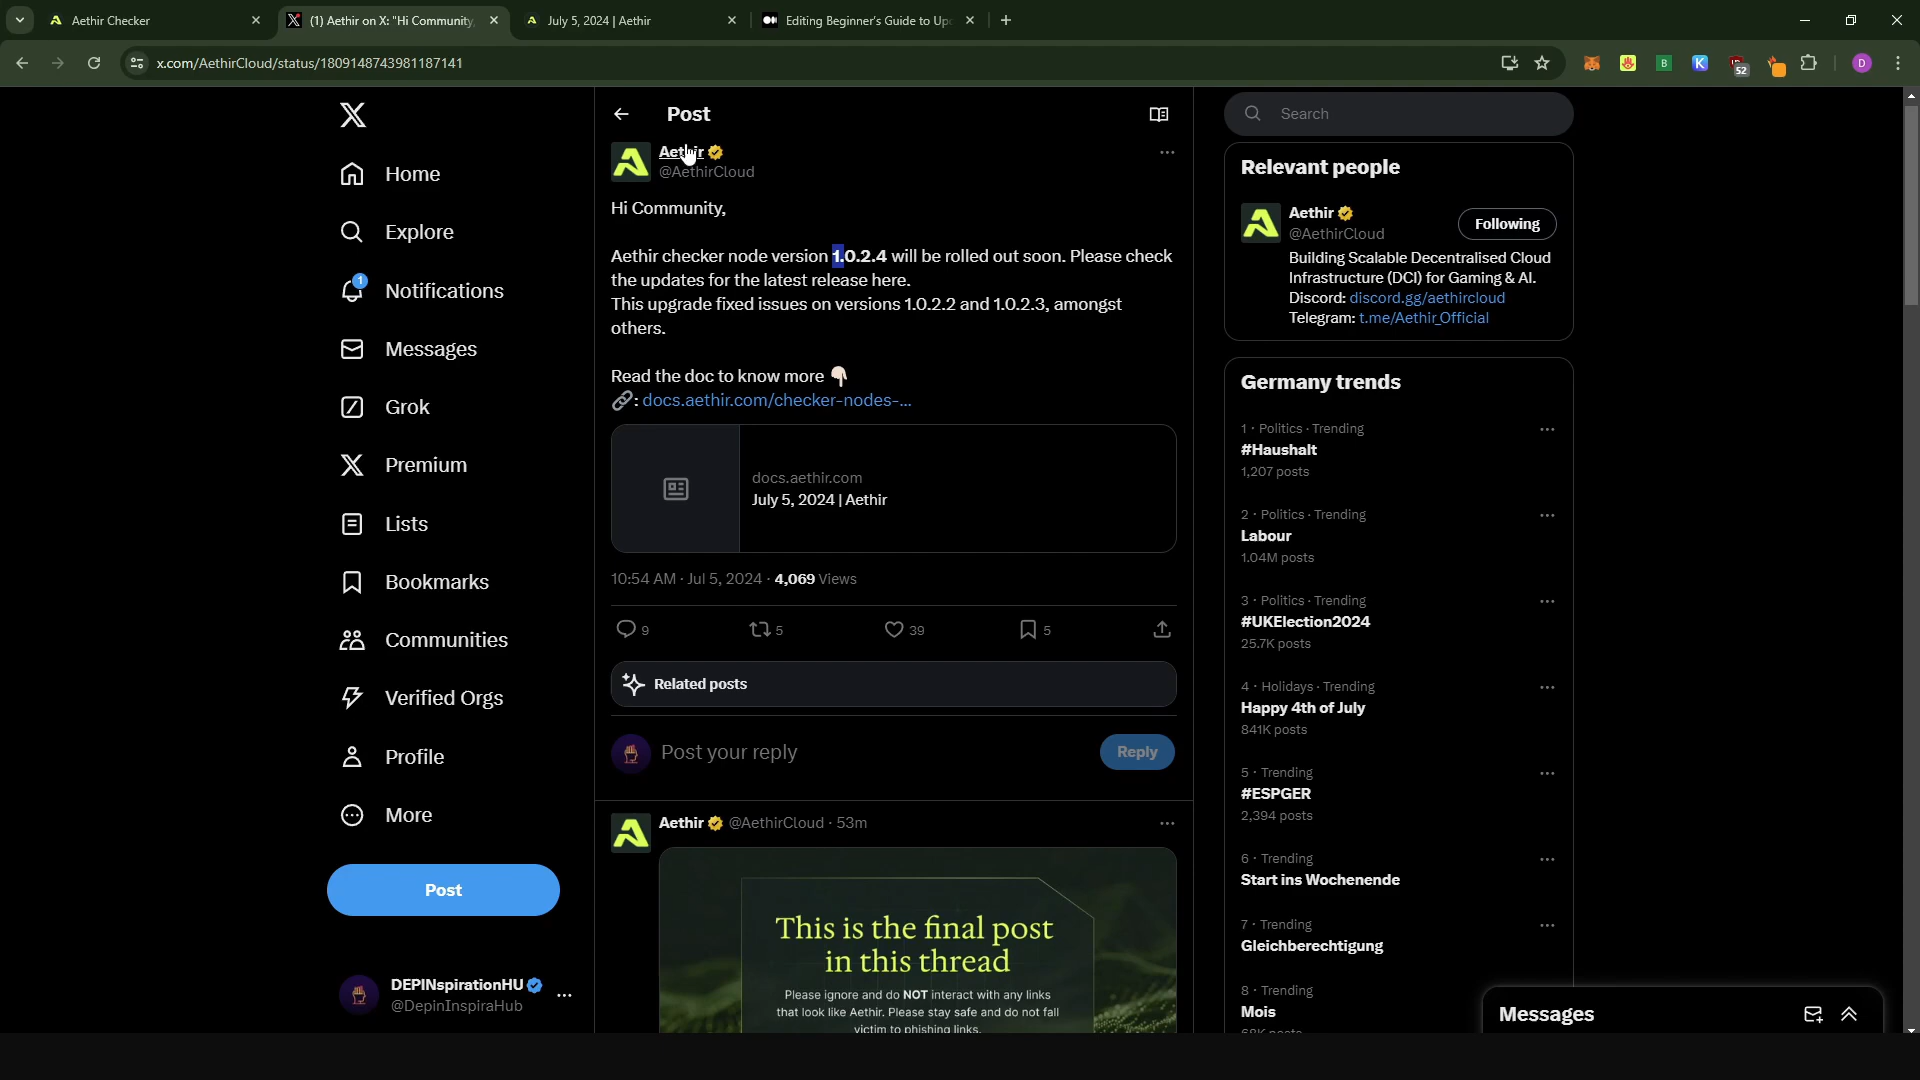 Aethir Checker
(1) Aethir on X: "Hi Community,
July 5, 2024 | Aethir
Editing Beginner's Guide to Up
x.com/AethirCloud/status/1809148743981187141
52
D
Home
Explore
1
Notifications
Messages
Grok
Premium
Lists
Bookmarks
Communities
Verified Orgs
Profile
More
Post
DEPINspirationHU
@DepinInspiraHub
Post
Aethir
@AethirCloud
Hi Community,
Aethir checker node version 1.0.2.4 will be rolled out soon. Please check
the updates for the latest release here.
This upgrade fixed issues on versions 1.0.2.2 and 1.0.2.3, amongst
others.
Read the doc to know more 👇🏻
🔗: docs.aethir.com/checker-nodes-...
docs.aethir.com
July 5, 2024 | Aethir
10:54 AM · Jul 5, 2024 · 4,069 Views
9 5 39 5
Related posts
Post your reply
Reply
Aethir @AethirCloud · 53m
This is the final post
in this thread
Please ignore and do NOT interact with any links
that look like Aethir. Please stay safe and do not fall
victim to phishing links.
Search
Relevant people
Aethir
@AethirCloud
Following
Building Scalable Decentralised Cloud
Infrastructure (DCI) for Gaming & AI.
Discord: discord.gg/aethircloud
Telegram: t.me/Aethir_Official
Germany trends
1 · Politics · Trending
#Haushalt
1,207 posts
2 · Politics · Trending
Labour
1.04M posts
3 · Politics · Trending
#UKElection2024
25.7K posts
4 · Holidays · Trending
Happy 4th of July
841K posts
5 · Trending
#ESPGER
2,394 posts
6 · Trending
Start ins Wochenende
7 · Trending
Gleichberechtigung
8 · Trending
Mois
Messages